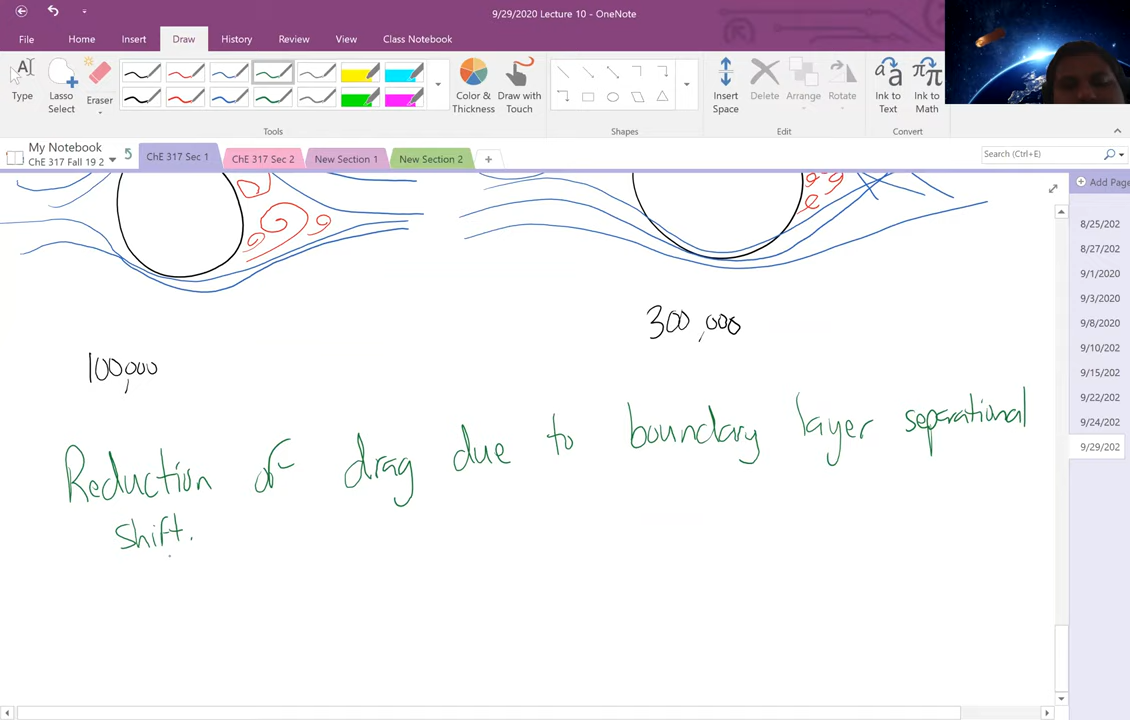 9/29/2020 Lecture 10 - OneNote
File Home Insert Draw History Review View Class Notebook
Type
Lasso Select
Eraser
Color & Thickness
Draw with Touch
Insert Space
Delete
Arrange
Rotate
Ink to Text
Ink to Math
Tools Shapes Edit Convert
My Notebook
ChE 317 Fall 19 2
ChE 317 Sec 1 ChE 317 Sec 2 New Section 1 New Section 2 +
Search (Ctrl+E)
Add Page
8/25/202
8/27/202
9/1/2020
9/3/2020
9/8/2020
9/10/202
9/15/202
9/22/202
9/24/202
9/29/202
300,000
100,000
Reduction of drag due to boundary layer separational
shift.